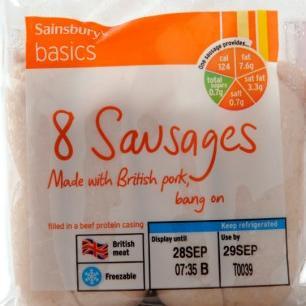 Sainsbury's
basics
One sausage provides...
cal
124
fat
7.6g
sat fat
3.3g
salt
0.7g
total sugars
0.7g
8 Sausages
Made with British pork,
bang on
filled in a beef protein casing
Keep refrigerated
British
meat
Freezable
Display until
28SEP
07:35 B
Use by
29SEP
T0039